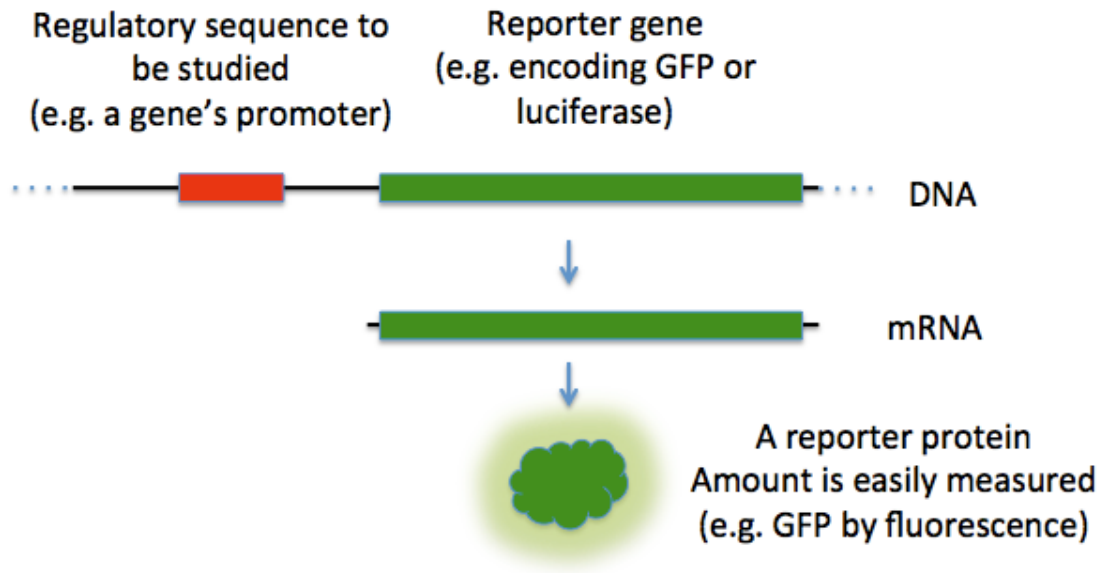 Regulatory sequence to
be studied
(e.g. a gene’s promoter)
Reporter gene
(e.g. encoding GFP or
luciferase)
DNA
mRNA
A reporter protein
Amount is easily measured
(e.g. GFP by fluorescence)